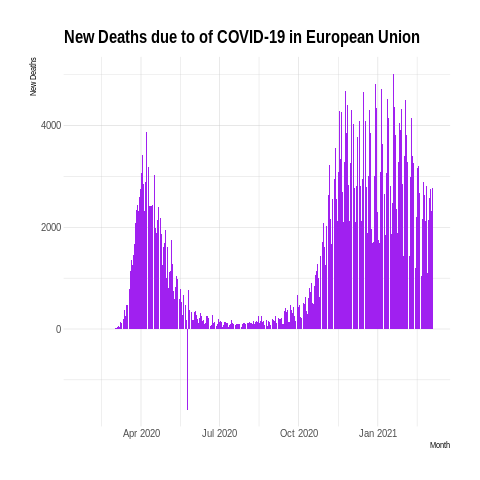 New Deaths due to of COVID-19 in European Union
New Deaths
4000
2000
0
Apr 2020 Jul 2020 Oct 2020 Jan 2021
Month